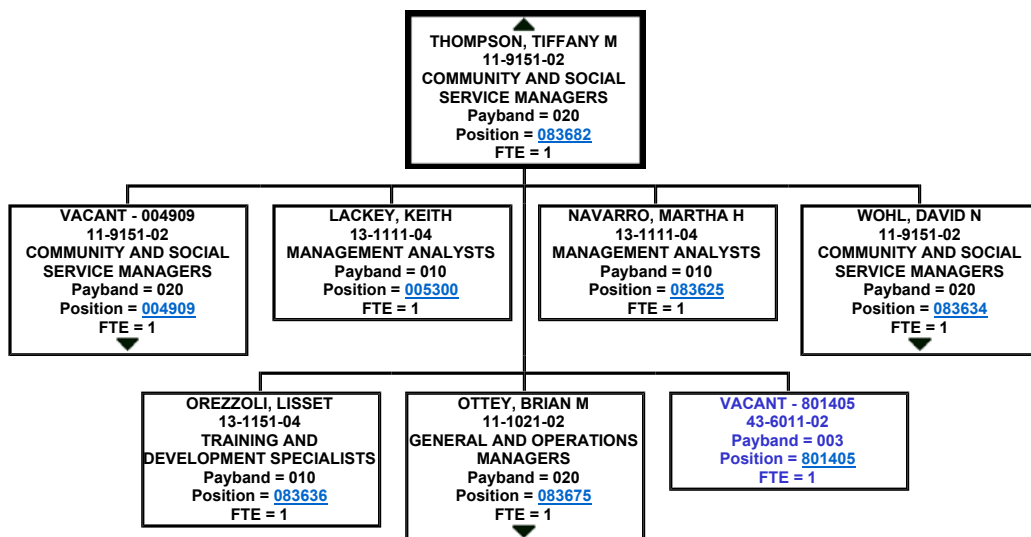 THOMPSON, TIFFANY M
11-9151-02
COMMUNITY AND SOCIAL
SERVICE MANAGERS
Payband = 020
Position = 083682
FTE = 1
VACANT - 004909
11-9151-02
COMMUNITY AND SOCIAL
SERVICE MANAGERS
Payband = 020
Position = 004909
FTE = 1
LACKEY, KEITH
13-1111-04
MANAGEMENT ANALYSTS
Payband = 010
Position = 005300
FTE = 1
NAVARRO, MARTHA H
13-1111-04
MANAGEMENT ANALYSTS
Payband = 010
Position = 083625
FTE = 1
WOHL, DAVID N
11-9151-02
COMMUNITY AND SOCIAL
SERVICE MANAGERS
Payband = 020
Position = 083634
FTE = 1
OREZZOLI, LISSET
13-1151-04
TRAINING AND
DEVELOPMENT SPECIALISTS
Payband = 010
Position = 083636
FTE = 1
OTTEY, BRIAN M
11-1021-02
GENERAL AND OPERATIONS
MANAGERS
Payband = 020
Position = 083675
FTE = 1
VACANT - 801405
43-6011-02
Payband = 003
Position = 801405
FTE = 1